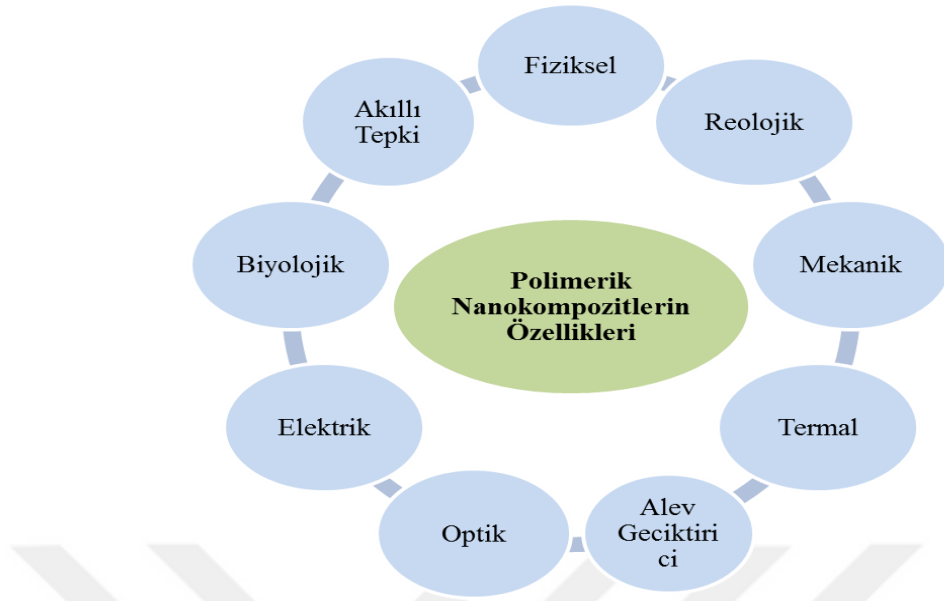 Fiziksel
Reolojik
Mekanik
Termal
Alev
Geciktiri
ci
Optik
Elektrik
Biyolojik
Akıllı
Tepki
Polimerik
Nanokompozitlerin
Özellikleri